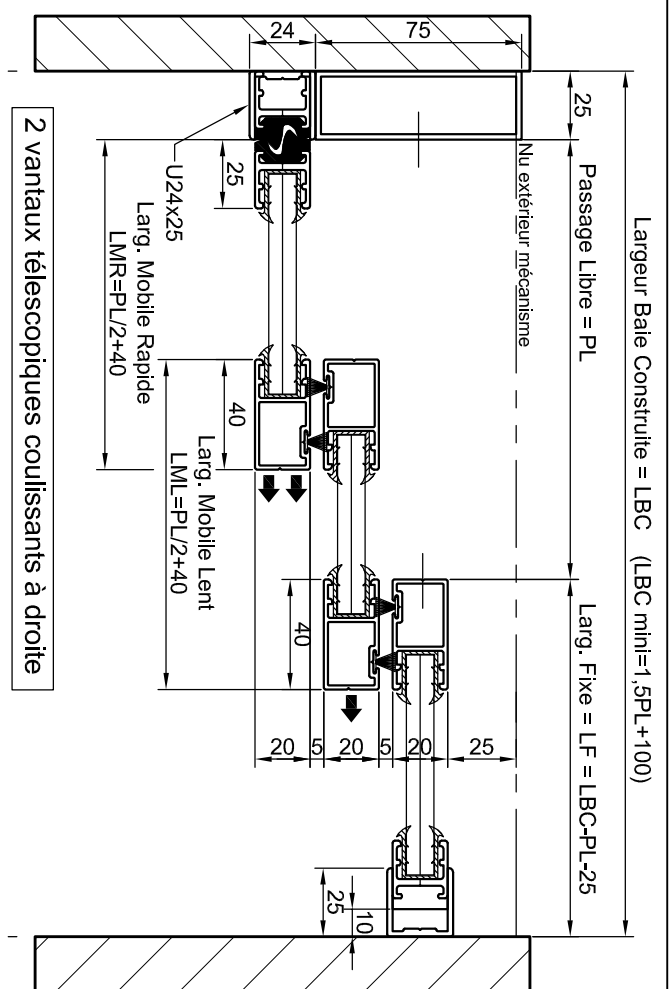 Largeur Baie Construite = LBC (LBC mini=1,5PL+100)
25
Passage Libre = PL
Larg. Fixe = LF = LBC-PL-25
Nu extérieur mécanisme
75
24
25
U24x25
40
40
20
5
20
5
20
25
25
10
Larg. Mobile Rapide
LMR=PL/2+40
Larg. Mobile Lent
LML=PL/2+40
2 vantaux télescopiques coulissants à droite